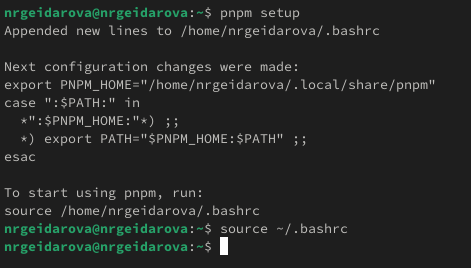 nrgeidarova@nrgeidarova:~$ pnpm setup
Appended new lines to /home/nrgeidarova/.bashrc

Next configuration changes were made:
export PNPM_HOME="/home/nrgeidarova/.local/share/pnpm"
case ":$PATH:" in
  *":$PNPM_HOME:"*) ;;
  *) export PATH="$PNPM_HOME:$PATH" ;;
esac

To start using pnpm, run:
source /home/nrgeidarova/.bashrc
nrgeidarova@nrgeidarova:~$ source ~/.bashrc
nrgeidarova@nrgeidarova:~$